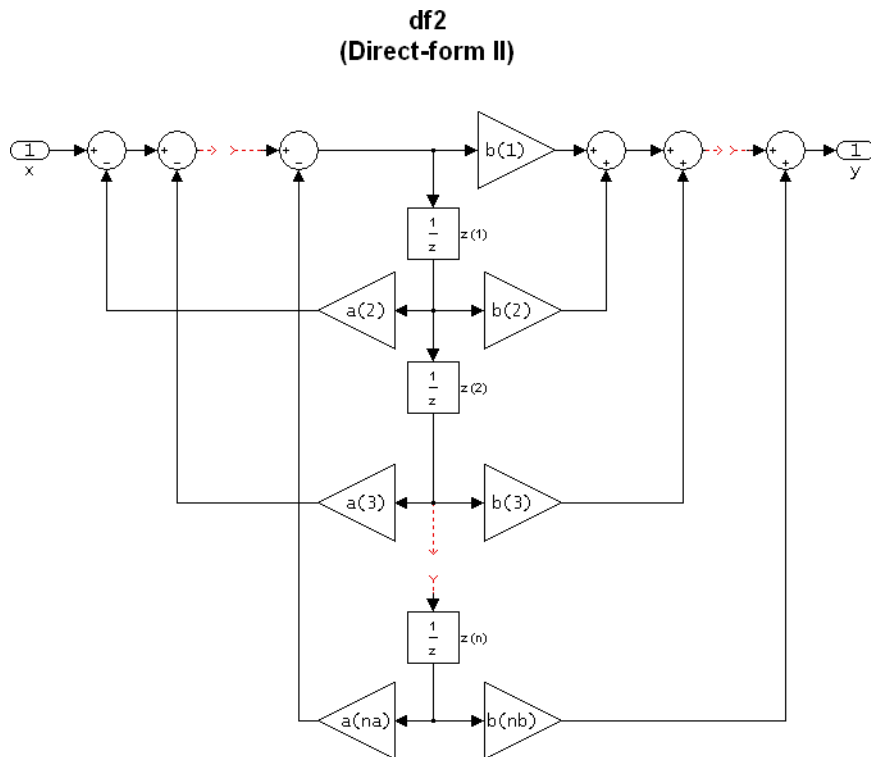 df2
(Direct-form II)
1
x
+
−
+
−
+
−
b(1)
+
+
+
+
+
+
1
y
1
z
z(1)
a(2)
b(2)
1
z
z(2)
a(3)
b(3)
1
z
z(n)
a(na)
b(nb)